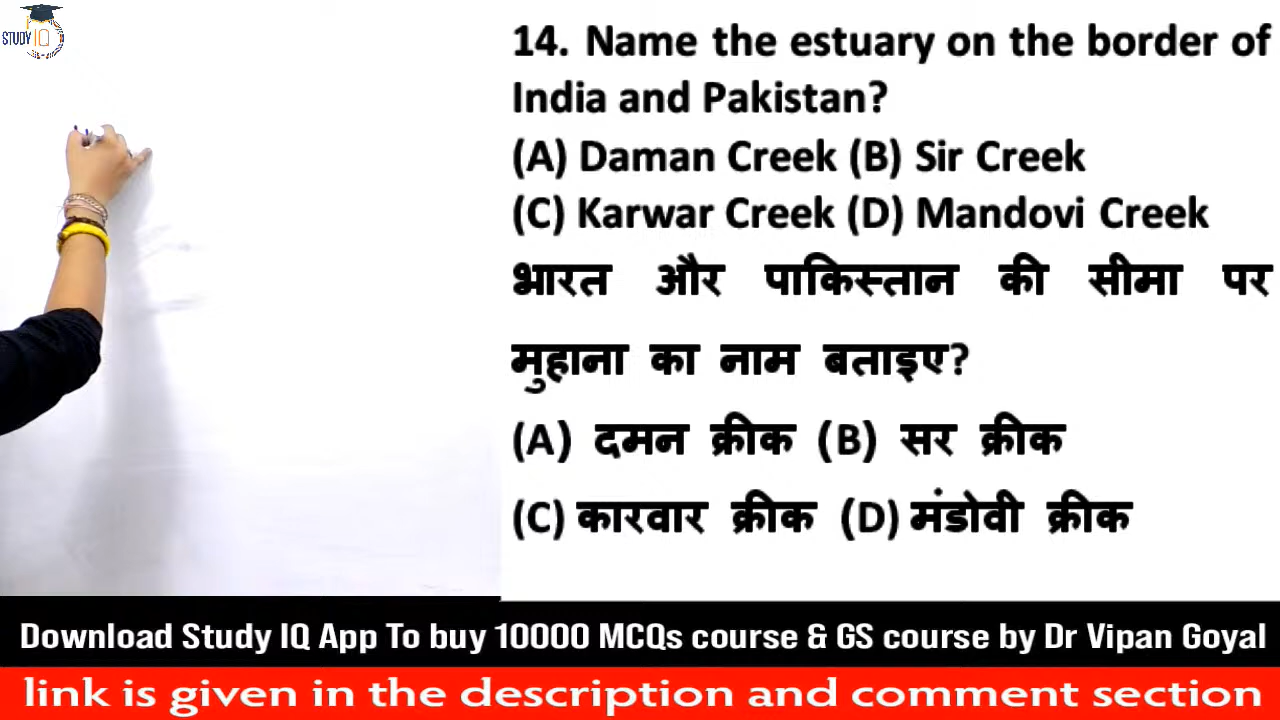 STUDY IQ
14. Name the estuary on the border of
India and Pakistan?
(A) Daman Creek (B) Sir Creek
(C) Karwar Creek (D) Mandovi Creek
भारत और पाकिस्तान की सीमा पर
मुहाना का नाम बताइए?
(A) दमन क्रीक (B) सर क्रीक
(C) कारवार क्रीक (D) मंडोवी क्रीक
Download Study IQ App To buy 10000 MCQs course & GS course by Dr Vipan Goyal
link is given in the description and comment section